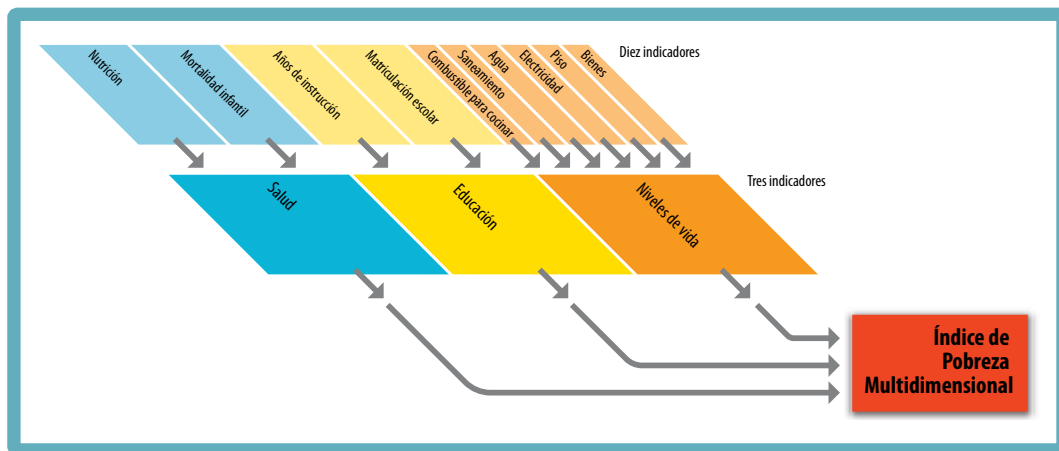 Nutrición
Mortalidad infantil
Años de instrucción
Matriculación escolar
Combustible para cocinar
Saneamiento
Agua
Electricidad
Piso
Bienes
Diez indicadores
Salud
Educación
Niveles de vida
Tres indicadores
Índice de
Pobreza
Multidimensional